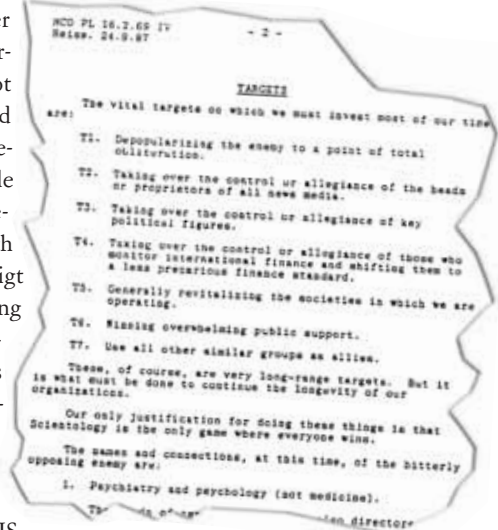 er
r-
ot
d
e-
le
h
igt
ng
s
HS
HCO PL 16.2.69 IV
Reiss. 24.9.87
- 2 -
TARGETS
The vital targets on which we must invest most of our time
are:
T1. Depopularizing the enemy to a point of total
obliteration.
T2. Taking over the control or allegiance of the heads
or proprietors of all news media.
T3. Taking over the control or allegiance of key
political figures.
T4. Taking over the control or allegiance of those who
monitor international finance and shifting them to
a less precarious finance standard.
T5. Generally revitalizing the societies in which we are
operating.
T6. Winning overwhelming public support.
T7. Use all other similar groups as allies.
These, of course, are very long-range targets. But it
is what must be done to continue the longevity of our
organizations.
Our only justification for doing these things is that
Scientology is the only game where everyone wins.
The names and connections, at this time, of the bitterly
opposing enemy are:
1. Psychiatry and psychology (not medicine).
directors